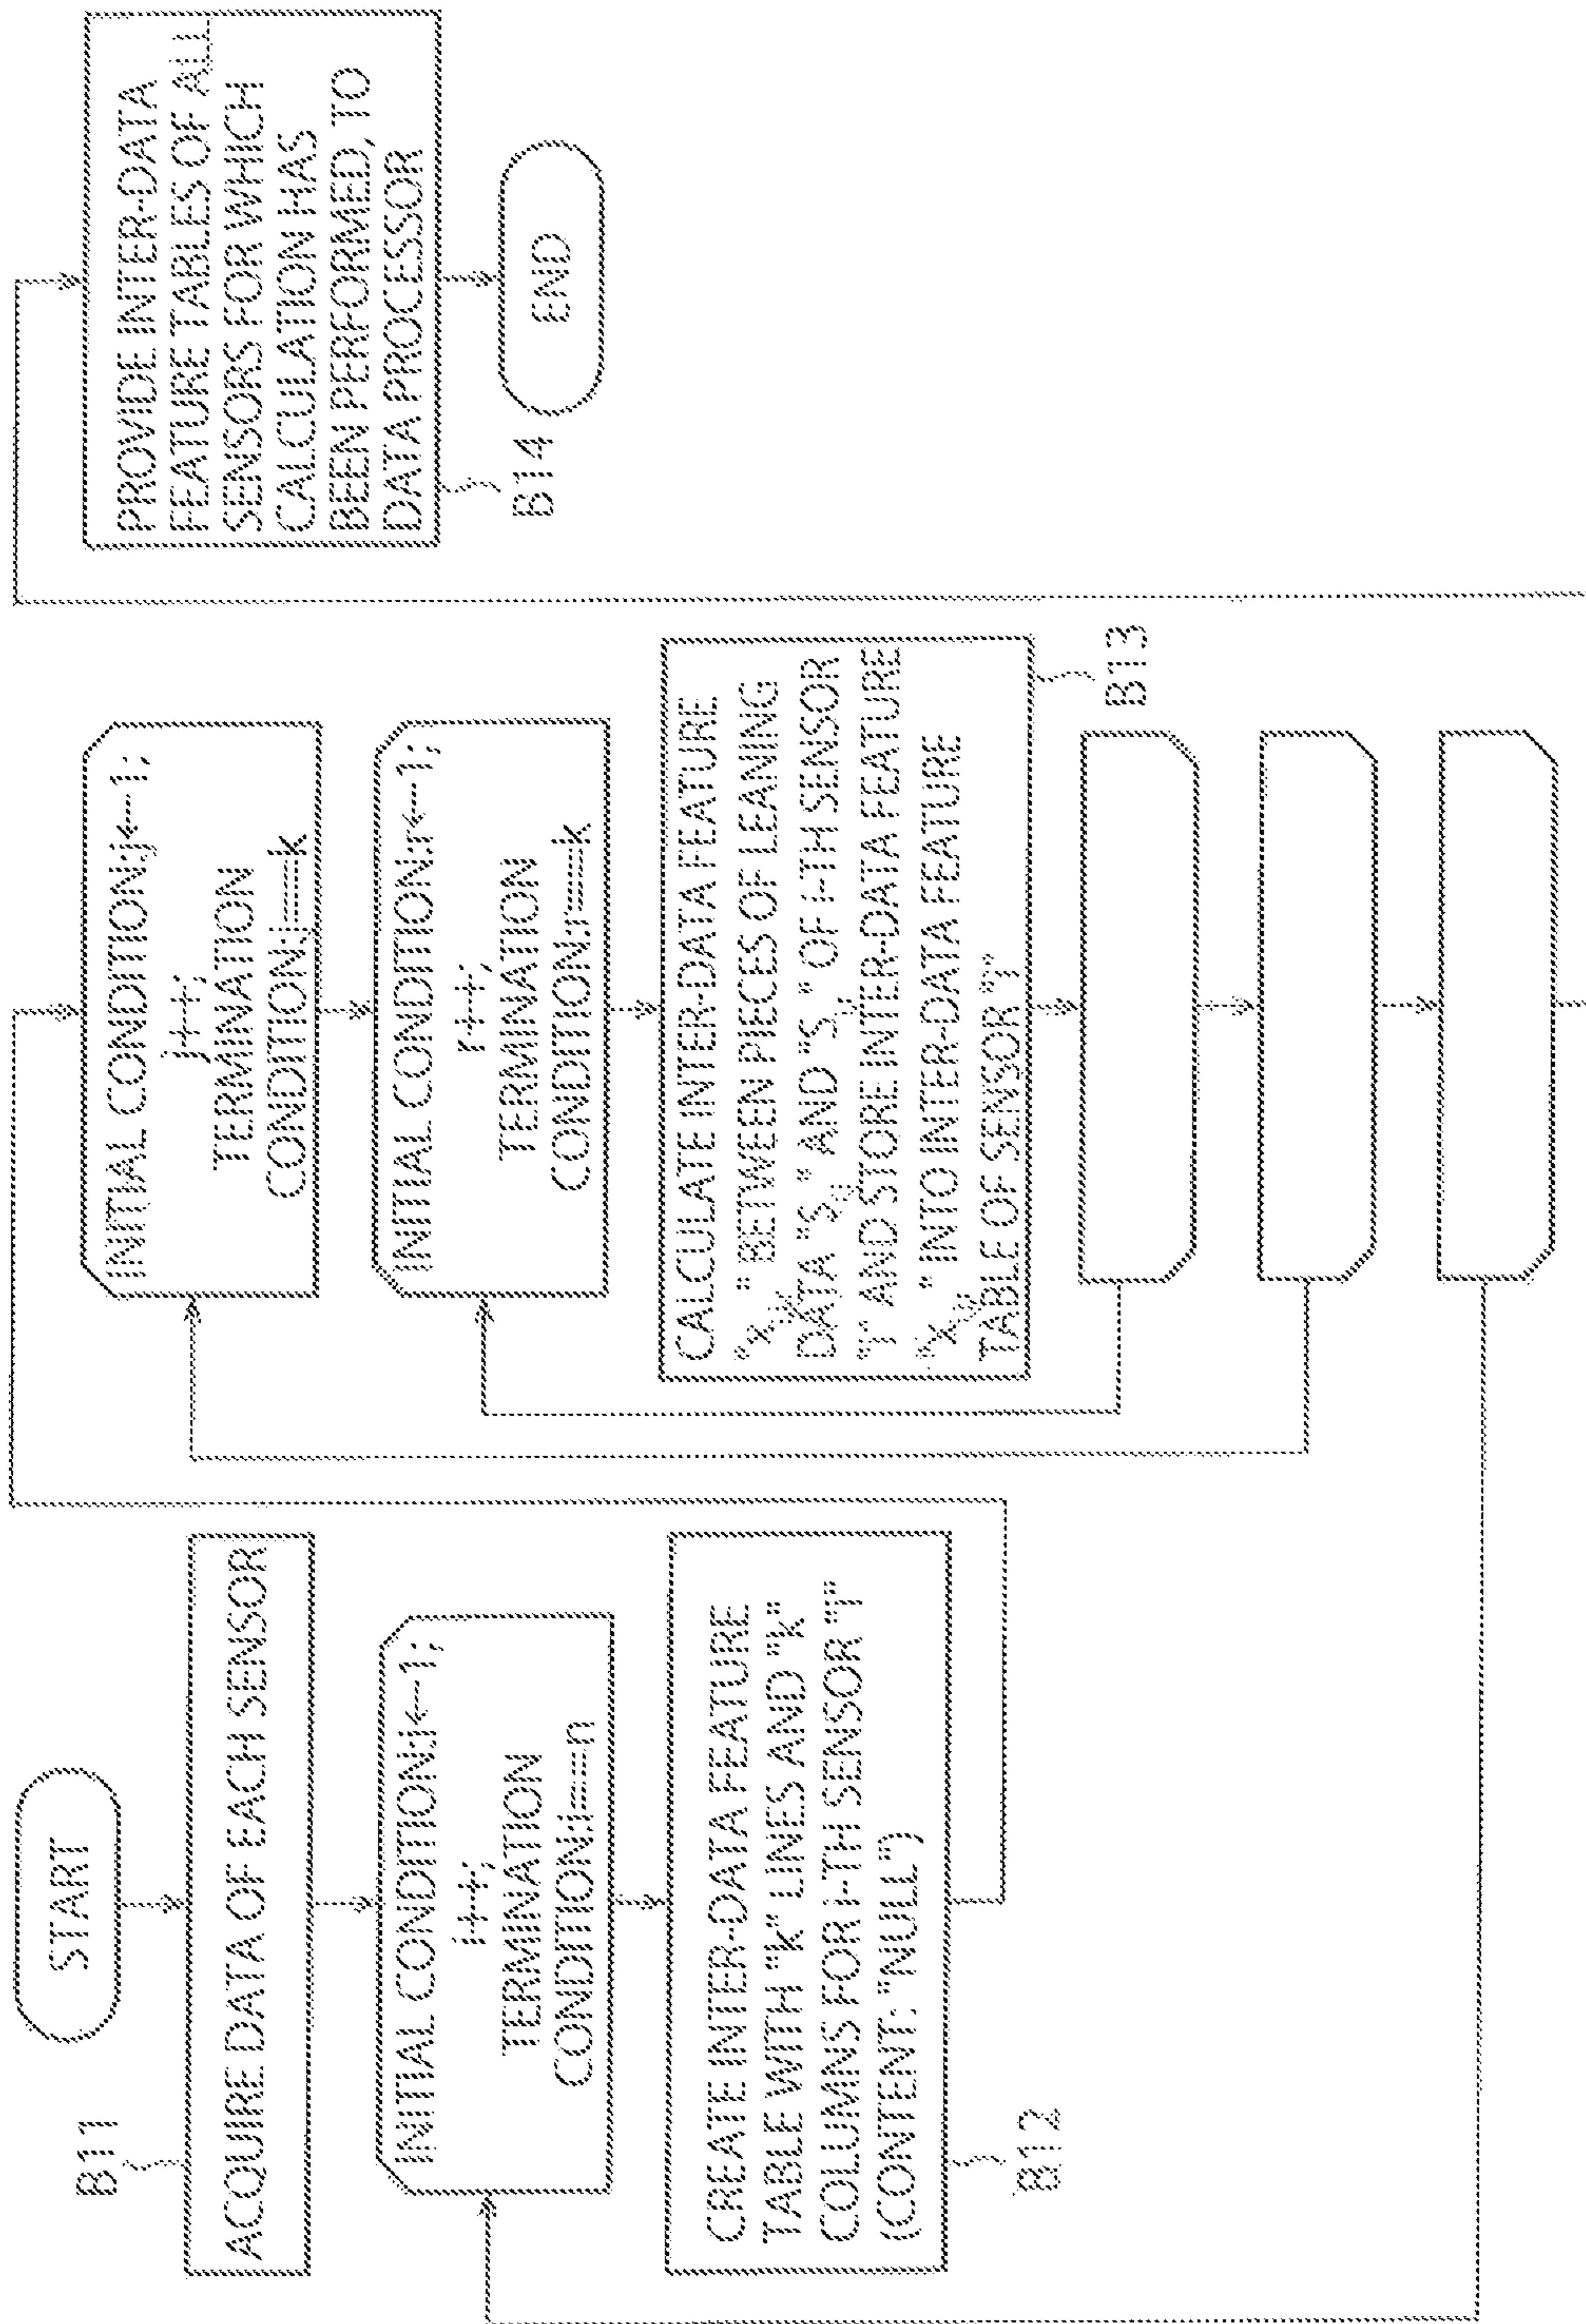 START
B11
ACQUIRE DATA OF EACH SENSOR
INITIAL CONDITION:i←1;
i++;
TERMINATION
CONDITION:i==n
CREATE INTER-DATA FEATURE
TABLE WITH "K" LINES AND "K"
COLUMNS FOR i-TH SENSOR "i"
(CONTENT: "NULL")
B12
INITIAL CONDITION:j←1;
j++;
TERMINATION
CONDITION:j==k
INITIAL CONDITION:r←1;
r++;
TERMINATION
CONDITION:r==k
CALCULATE INTER-DATA FEATURE
" BETWEEN PIECES OF LEANING
DATA "S " AND "S " OF i-TH SENSOR
"i" AND STORE INTER-DATA FEATURE
" INTO INTER-DATA FEATURE
TABLE OF SENSOR "i"
B13
PROVIDE INTER-DATA
FEATURE TABLES OF ALL
SENSORS FOR WHICH
CALCULATION HAS
BEEN PERFORMED, TO
DATA PROCESSOR
B14
END